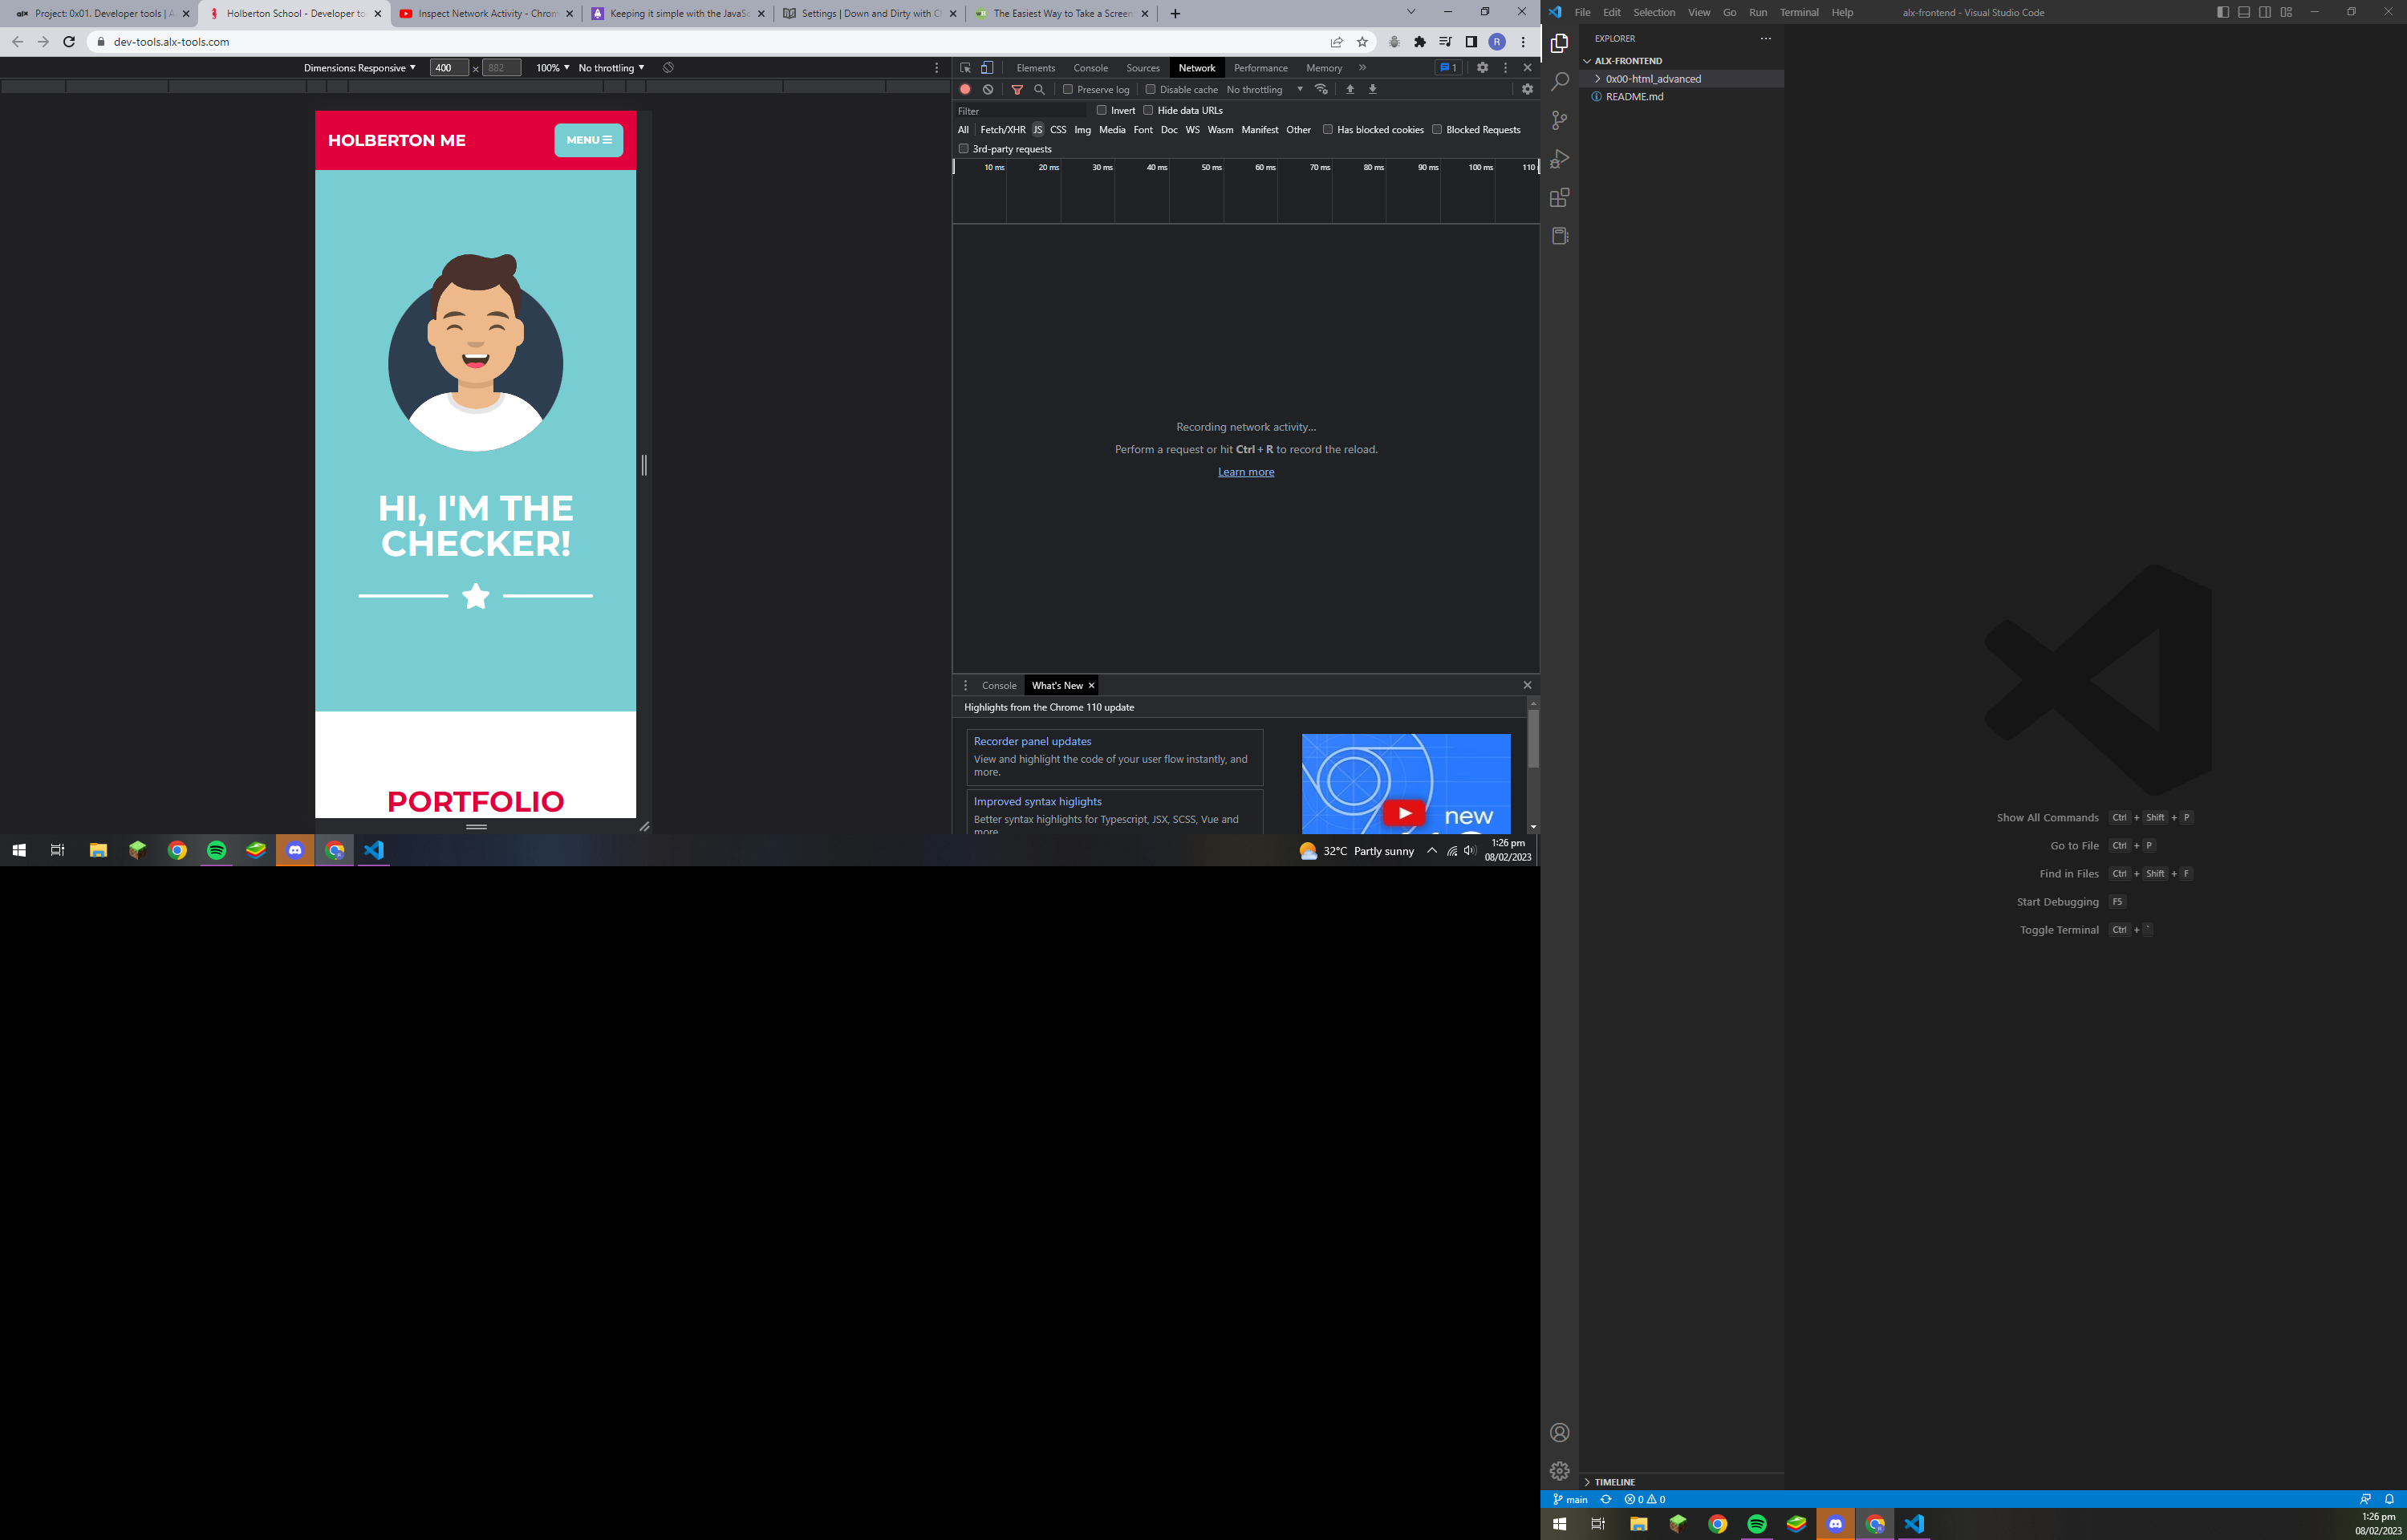 alx Project: 0x01. Developer tools | A
Holberton School - Developer to
Inspect Network Activity - Chrom
Keeping it simple with the JavaSc
Settings | Down and Dirty with C
The Easiest Way to Take a Screen
dev-tools.alx-tools.com
R
Dimensions: Responsive
400 × 882
100%
No throttling
HOLBERTON ME
MENU
HI, I'M THE
CHECKER!
PORTFOLIO
Elements Console Sources Network Performance Memory » 1
Preserve log Disable cache No throttling
Filter Invert Hide data URLs
All Fetch/XHR JS CSS Img Media Font Doc WS Wasm Manifest Other Has blocked cookies Blocked Requests
3rd-party requests
10 ms 20 ms 30 ms 40 ms 50 ms 60 ms 70 ms 80 ms 90 ms 100 ms 110
Recording network activity...
Perform a request or hit Ctrl + R to record the reload.
Learn more
Console What's New
Highlights from the Chrome 110 update
Recorder panel updates
View and highlight the code of your user flow instantly, and
more.
Improved syntax higlights
Better syntax highlights for Typescript, JSX, SCSS, Vue and
more
new
32°C Partly sunny
1:26 pm
08/02/2023
File Edit Selection View Go Run Terminal Help
alx-frontend - Visual Studio Code
EXPLORER
ALX-FRONTEND
0x00-html_advanced
README.md
Show All Commands Ctrl + Shift + P
Go to File Ctrl + P
Find in Files Ctrl + Shift + F
Start Debugging F5
Toggle Terminal Ctrl + `
TIMELINE
main 0 0
1:26 pm
08/02/2023